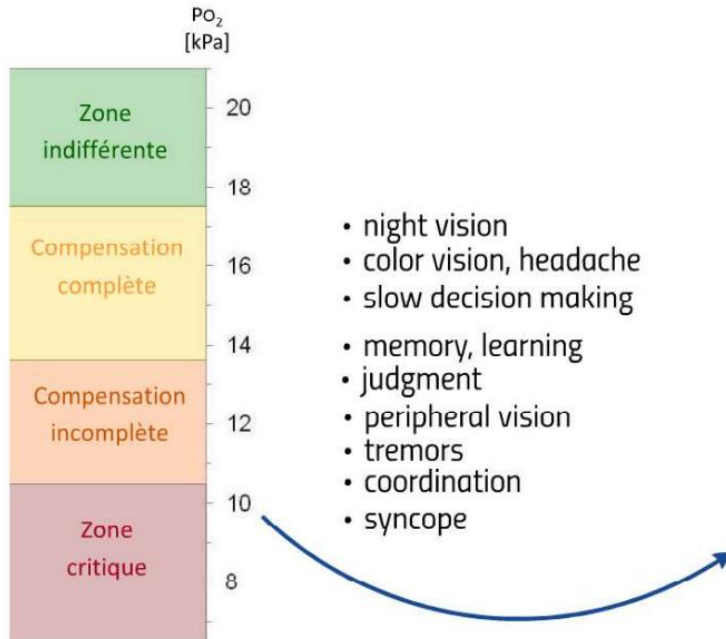 PO₂
[kPa]
Zone
indifférente
Compensation
complète
Compensation
incomplète
Zone
critique
20
18
16
14
12
10
8
• night vision
• color vision, headache
• slow decision making
• memory, learning
• judgment
• peripheral vision
• tremors
• coordination
• syncope